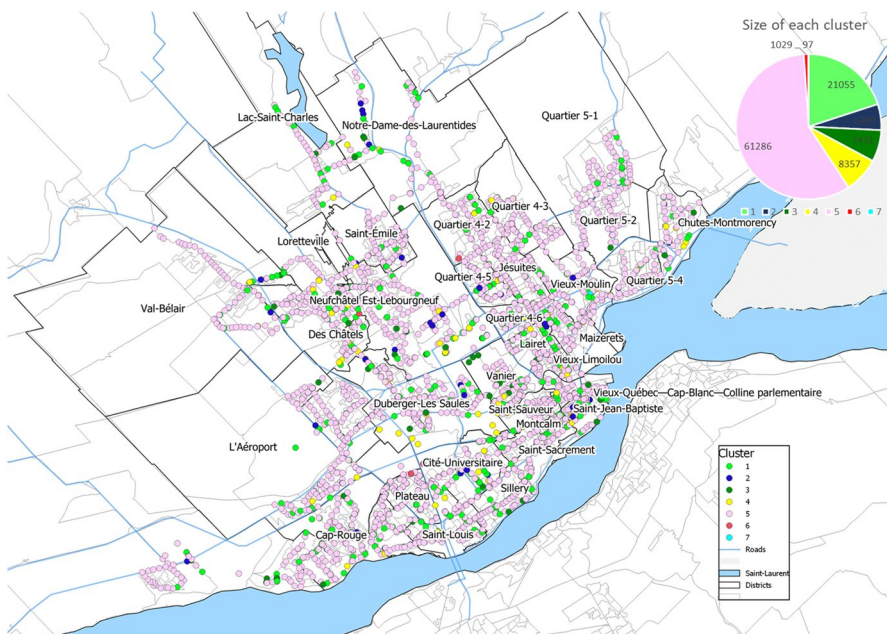 Size of each cluster
1029
97
21055
61286
8357
1 2 3 4 5 6 7
Quartier 5-1
Lac-Saint-Charles
Notre-Dame-des-Laurentides
Quartier 4-3
Quartier 4-2
Quartier 5-2
Chutes-Montmorency
Saint-Émile
Loretteville
Jésuites
Quartier 4-5
Quartier 5-4
Vieux-Moulin
Val-Bélair
Neufchâtel Est-Lebourgneuf
Quartier 4-6
Des Châtels
Maizerets
Lairet
Vieux-Limoilou
Vanier
Vieux-Québec—Cap-Blanc—Colline parlementaire
Duberger-Les Saules
Saint-Sauveur
Saint-Jean-Baptiste
Montcalm
L'Aéroport
Saint-Sacrement
Cité-Universitaire
Sillery
Plateau
Cap-Rouge
Saint-Louis
Cluster
1
2
3
4
5
6
7
Roads
Saint-Laurent
Districts